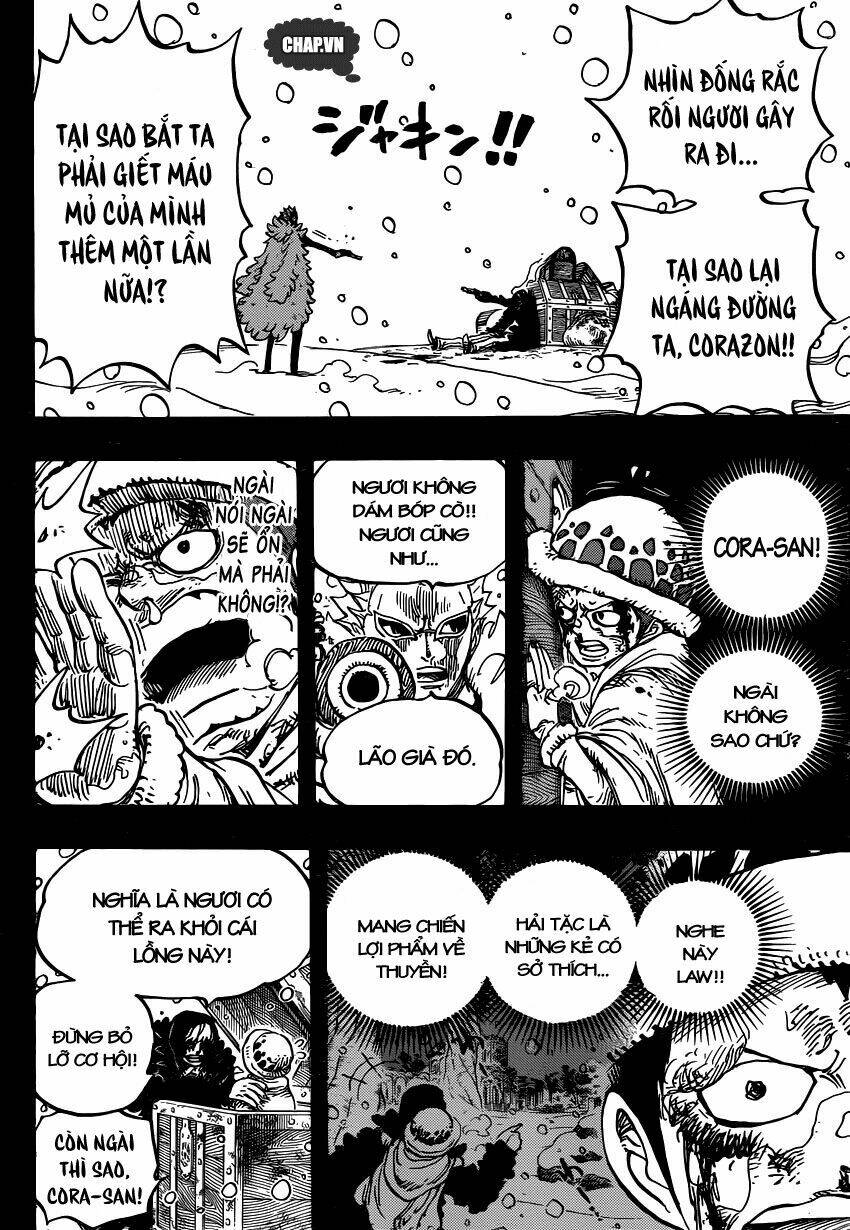 CHAP.VN
NHÌN ĐỐNG RẮC
RỐI NGƯƠI GÂY
RA ĐI...
TẠI SAO LẠI
NGÁNG ĐƯỜNG
TA, CORAZON!!
ジャキン!!
TẠI SAO BẮT TA
PHẢI GIẾT MÁU
MỦ CỦA MÌNH
THÊM MỘT LẦN
NỮA!?
CORA-SAN!
NGÀI
KHÔNG
SAO CHỨ?
NGƯƠI KHÔNG
DÁM BÓP CÒ!!
NGƯƠI CŨNG
NHƯ...
LÃO GIÀ ĐÓ.
NGÀI
NÓI NGÀI
SẼ ỔN
MÀ PHẢI
KHÔNG!?
NGHE
NÀY
LAW!!
HẢI TẶC LÀ
NHỮNG KẺ CÓ
SỞ THÍCH...
MANG CHIẾN
LỢI PHẨM VỀ
THUYỀN!
NGHĨA LÀ NGƯƠI CÓ
THỂ RA KHỎI CÁI
LỒNG NÀY!
ĐỪNG BỎ
LỠ CƠ HỘI!
CÒN NGÀI
THÌ SAO,
CORA-SAN!